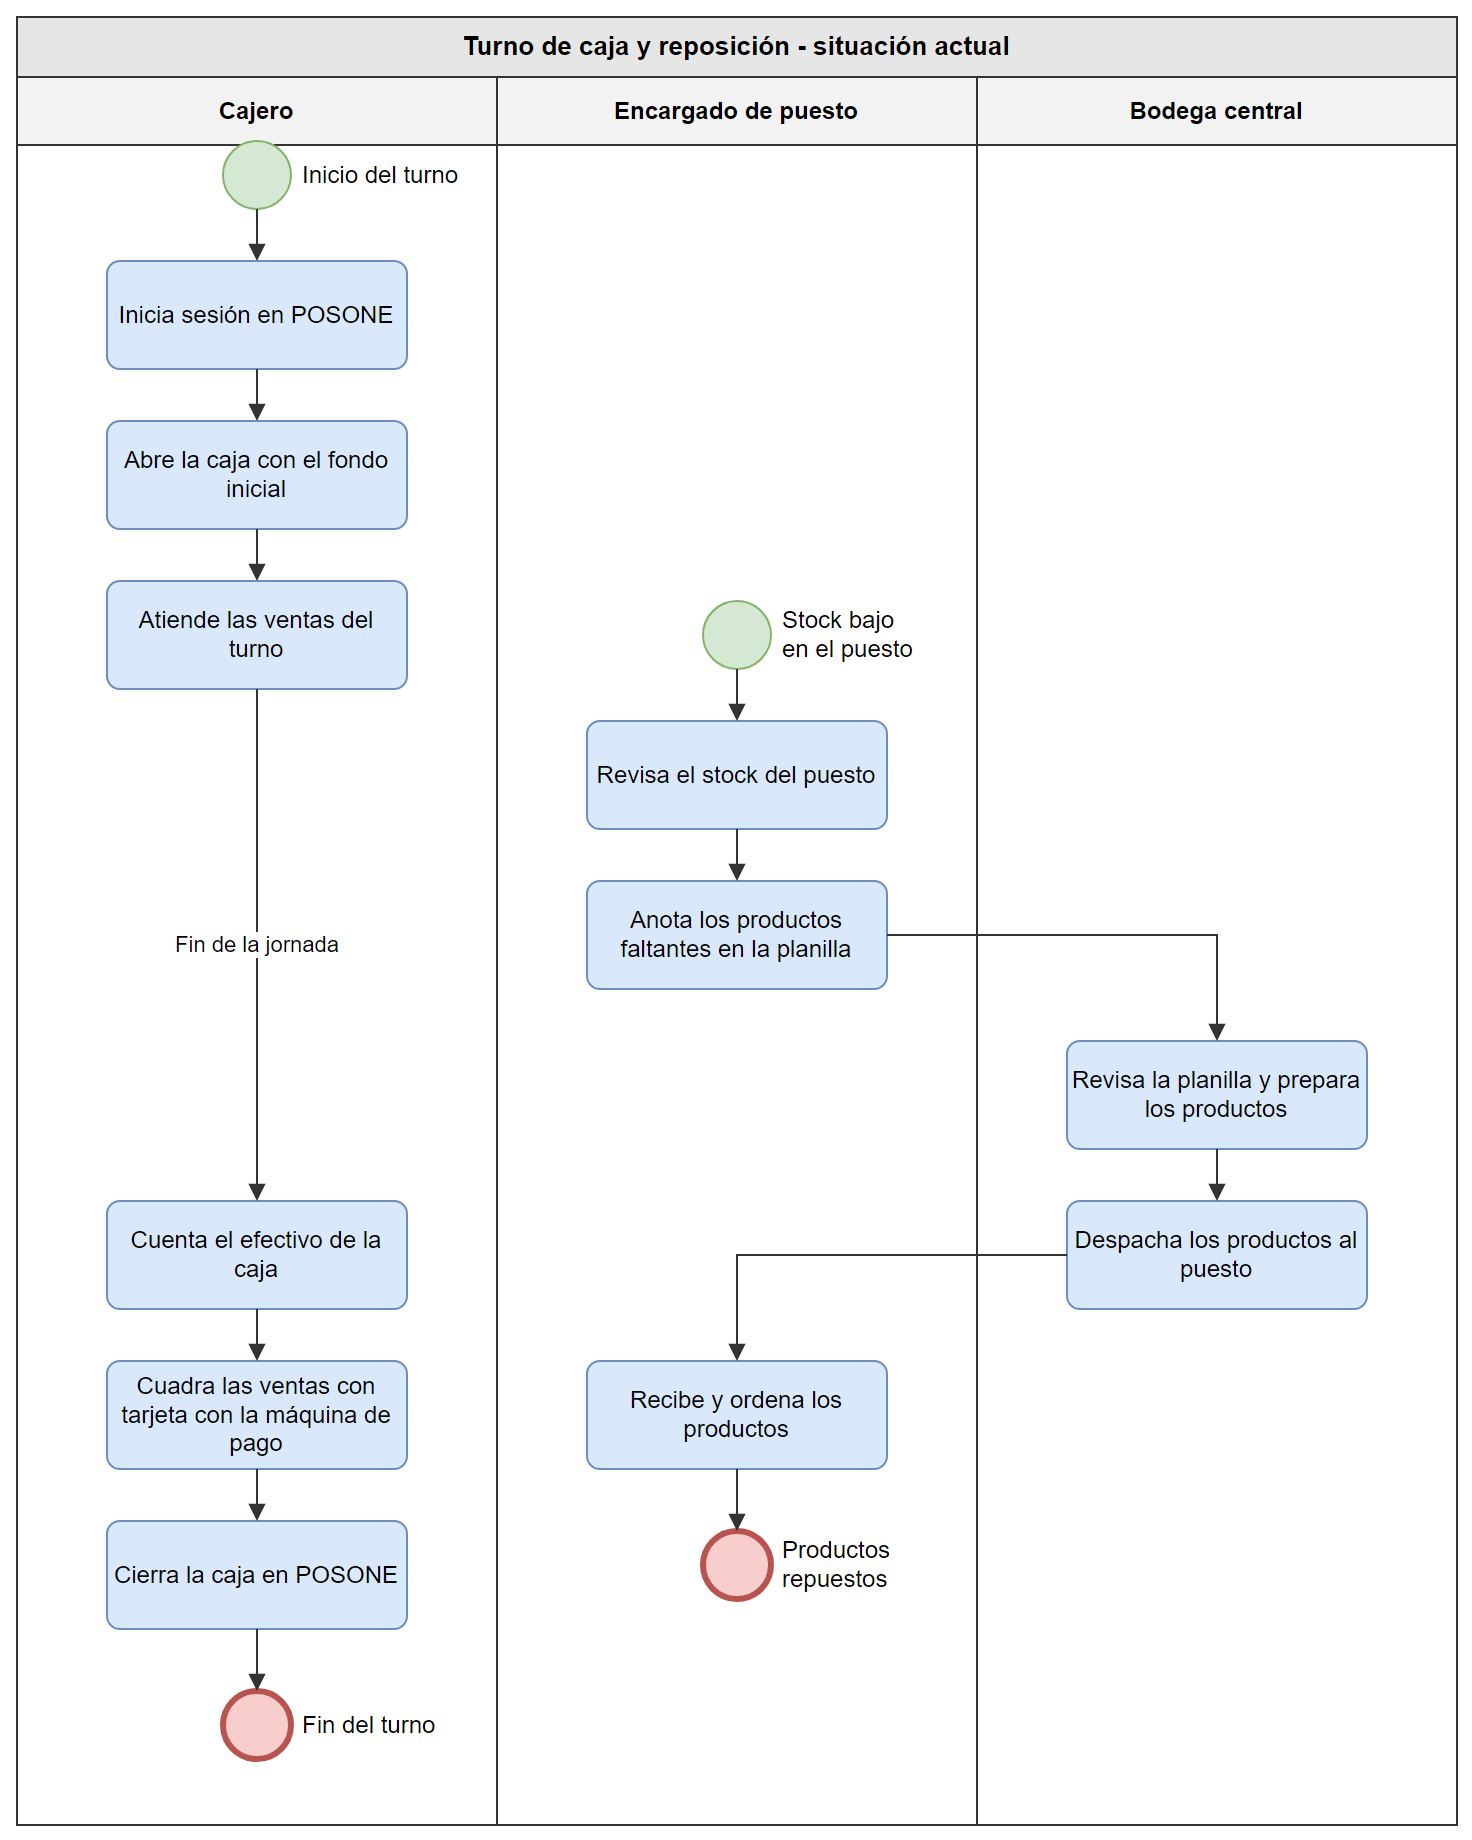 Turno de caja y reposición - situación actual
Cajero
Encargado de puesto
Bodega central
Inicio del turno
Inicia sesión en POSONE
Abre la caja con el fondo
inicial
Atiende las ventas del
turno
Stock bajo
en el puesto
Revisa el stock del puesto
Anota los productos
faltantes en la planilla
Fin de la jornada
Revisa la planilla y prepara
los productos
Cuenta el efectivo de la
caja
Despacha los productos al
puesto
Cuadra las ventas con
tarjeta con la máquina de
pago
Recibe y ordena los
productos
Cierra la caja en POSONE
Productos
repuestos
Fin del turno